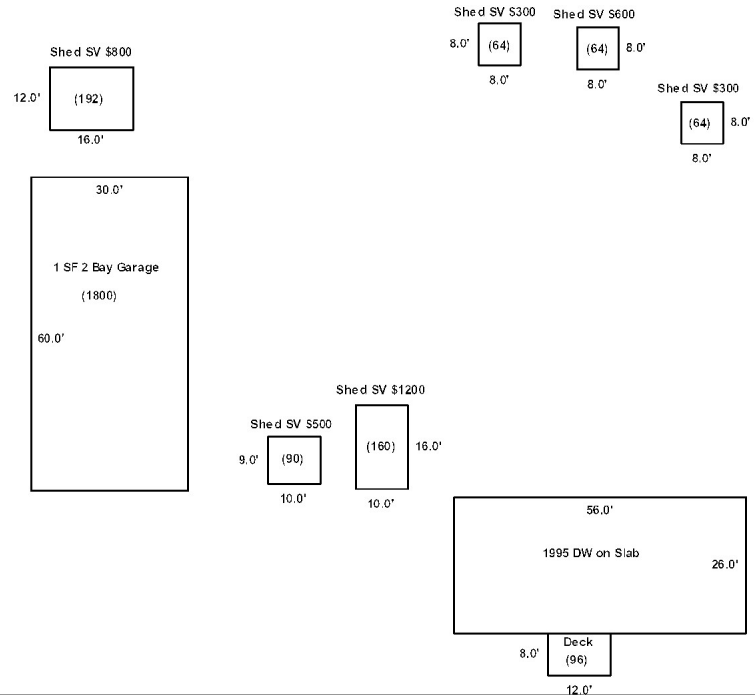 Shed SV $300
8.0'
(64)
8.0'
Shed SV $600
(64)
8.0'
8.0'
Shed SV $800
12.0'
(192)
16.0'
Shed SV $300
(64)
8.0'
8.0'
30.0'
1 SF 2 Bay Garage
(1800)
60.0'
Shed SV $1200
(160)
16.0'
10.0'
Shed SV $500
9.0'
(90)
10.0'
56.0'
1995 DW on Slab
26.0'
Deck
8.0'
(96)
12.0'